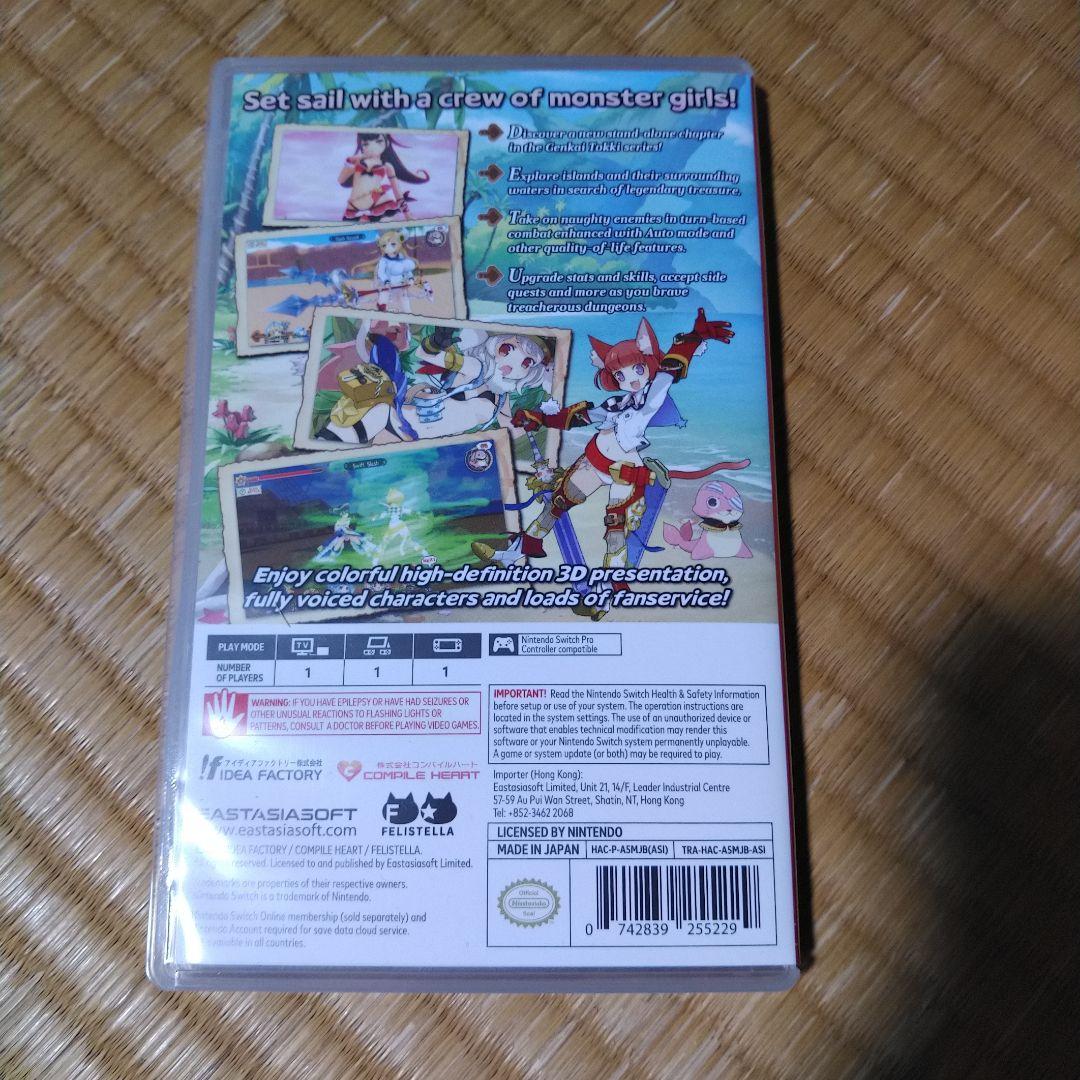 Set sail with a crew of monster girls!
Discover a new stand-alone chapter
in the Genkai Tokki series!
Explore islands and their surrounding
waters in search of legendary treasure.
Take on naughty enemies in turn-based
combat enhanced with Auto mode and
other quality-of-life features.
Upgrade stats and skills, accept side
quests and more as you brave
treacherous dungeons.
Swift Slash
NEXT
Enjoy colorful high-definition 3D presentation,
fully voiced characters and loads of fanservice!
PLAY MODE
TV
Nintendo Switch Pro
Controller compatible
NUMBER
OF PLAYERS
1 1 1
WARNING: IF YOU HAVE EPILEPSY OR HAVE HAD SEIZURES OR
OTHER UNUSUAL REACTIONS TO FLASHING LIGHTS OR
PATTERNS, CONSULT A DOCTOR BEFORE PLAYING VIDEO GAMES.
IMPORTANT! Read the Nintendo Switch Health & Safety Information
before setup or use of your system. The operation instructions are
located in the system settings. The use of an unauthorized device or
software that enables technical modification may render this
software or your Nintendo Switch system permanently unplayable.
A game or system update (or both) may be required to play.
アイディアファクトリー株式会社
IDEA FACTORY
株式会社コンパイルハート
COMPILE HEART
EASTASIASOFT
www.eastasiasoft.com
F
FELISTELLA
Importer (Hong Kong):
Eastasiasoft Limited, Unit 21, 14/F, Leader Industrial Centre
57-59 Au Pui Wan Street, Shatin, NT, Hong Kong
Tel: +852-3462 2068
IDEA FACTORY / COMPILE HEART / FELISTELLA.
All rights reserved. Licensed to and published by Eastasiasoft Limited.
Trademarks are properties of their respective owners.
Nintendo Switch is a trademark of Nintendo.
Nintendo Switch Online membership (sold separately) and
Nintendo Account required for save data cloud service.
available in all countries.
LICENSED BY NINTENDO
MADE IN JAPAN
HAC-P-A5MJB(ASI)
TRA-HAC-A5MJB-ASI
Official
Nintendo
Seal
0 742839 255229